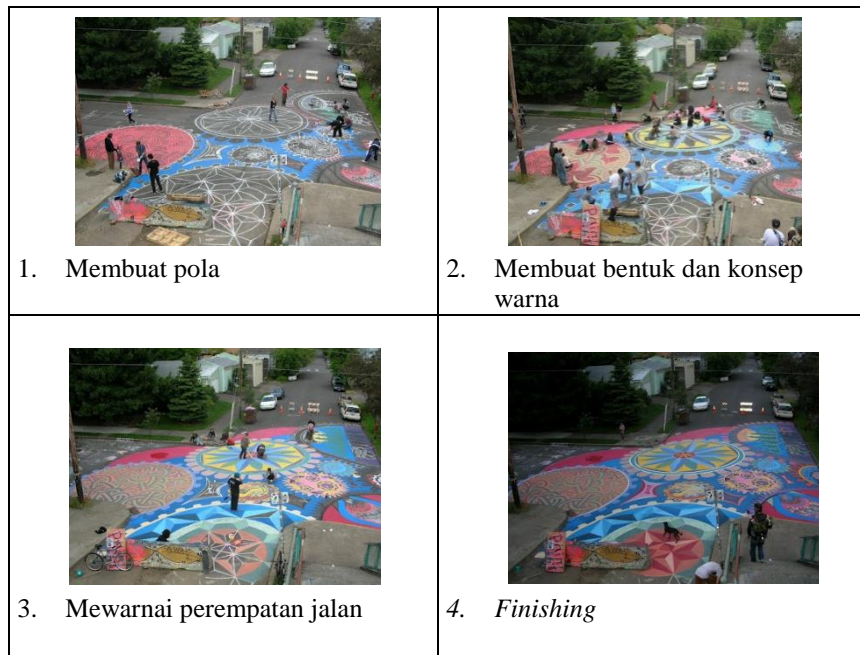 1. Membuat pola
2. Membuat bentuk dan konsep
warna
3. Mewarnai perempatan jalan
4. Finishing